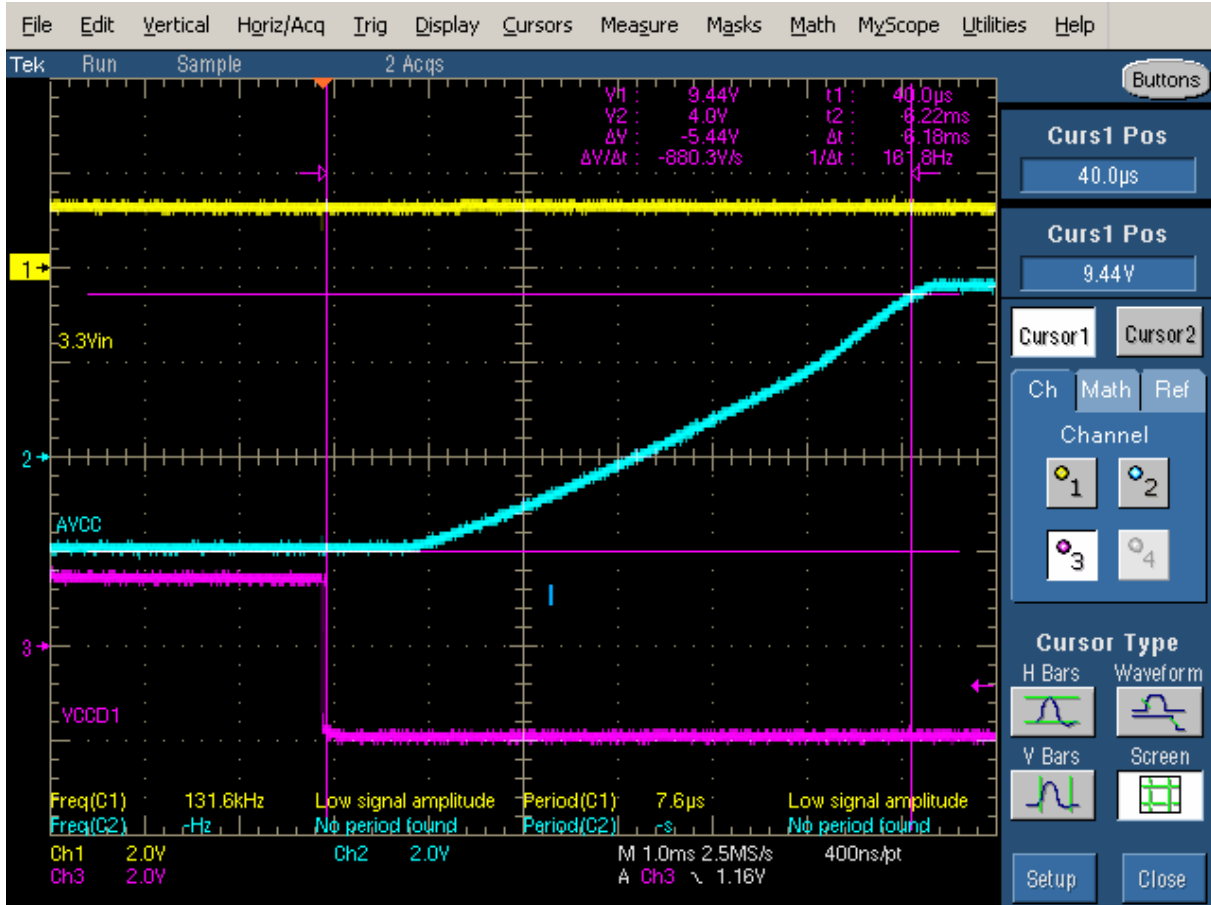 File Edit Vertical Horiz/Acq Trig Display Cursors Measure Masks Math MyScope Utilities Help
Tek Run Sample 2 Acqs
Buttons
V1 : 9.44V t1 : 40.0µs
V2 : 4.0V t2 : 6.22ms
ΔV : -5.44V Δt : 6.18ms
ΔV/Δt : -880.3V/s 1/Δt : 161.8Hz
Curs1 Pos
40.0µs
Curs1 Pos
9.44V
1
3.3Vin
Cursor1 Cursor2
Ch Math Ref
Channel
1 2
3 4
2
AVCC
3
VCCD1
Cursor Type
H Bars Waveform
V Bars Screen
Freq(C1) 131.6kHz Low signal amplitude Period(C1) 7.6µs Low signal amplitude
Freq(C2) -Hz No period found Period(C2) -s No period found
Ch1 2.0V Ch2 2.0V M 1.0ms 2.5MS/s 400ns/pt
Ch3 2.0V A Ch3 \ 1.16V
Setup Close